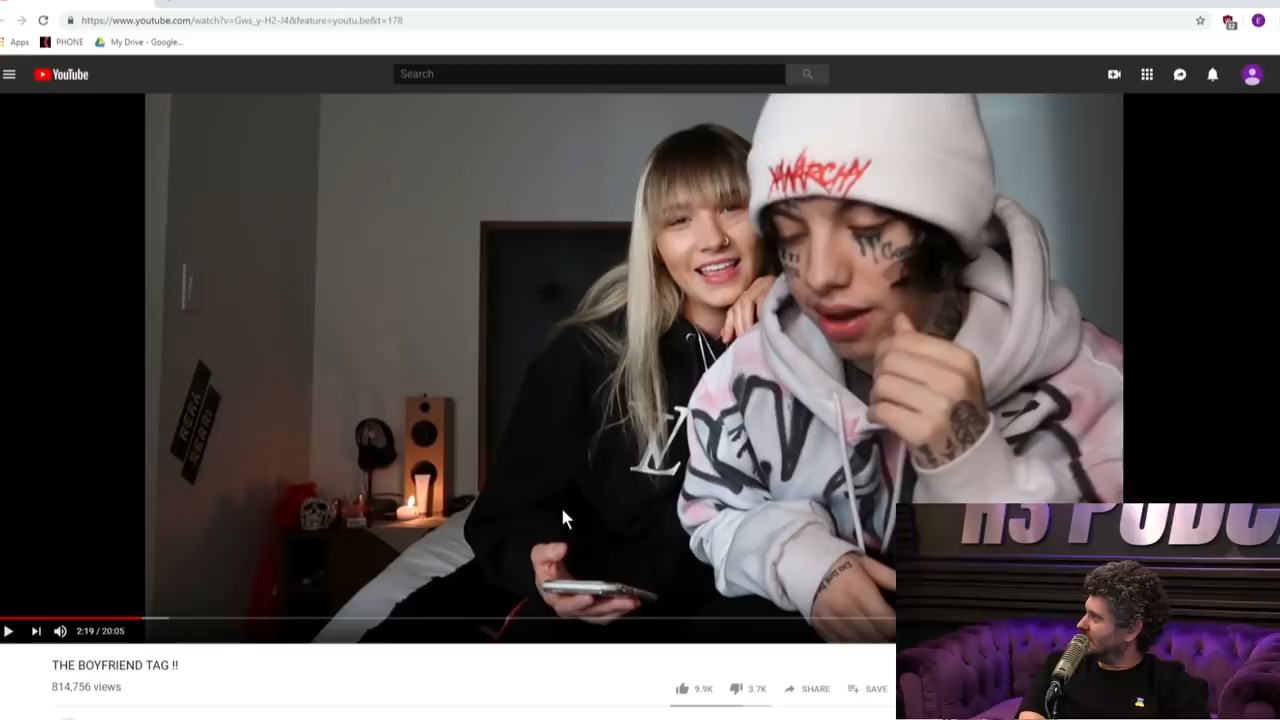 https://www.youtube.com/watch?v=Gws_y-H2-J4&feature=youtu.be&t=178
Apps
PHONE
My Drive - Google...
YouTube
Search
XANARCHY
2:19 / 20:05
H3 PODC
THE BOYFRIEND TAG !!
814,756 views
9.9K
3.7K
SHARE
SAVE